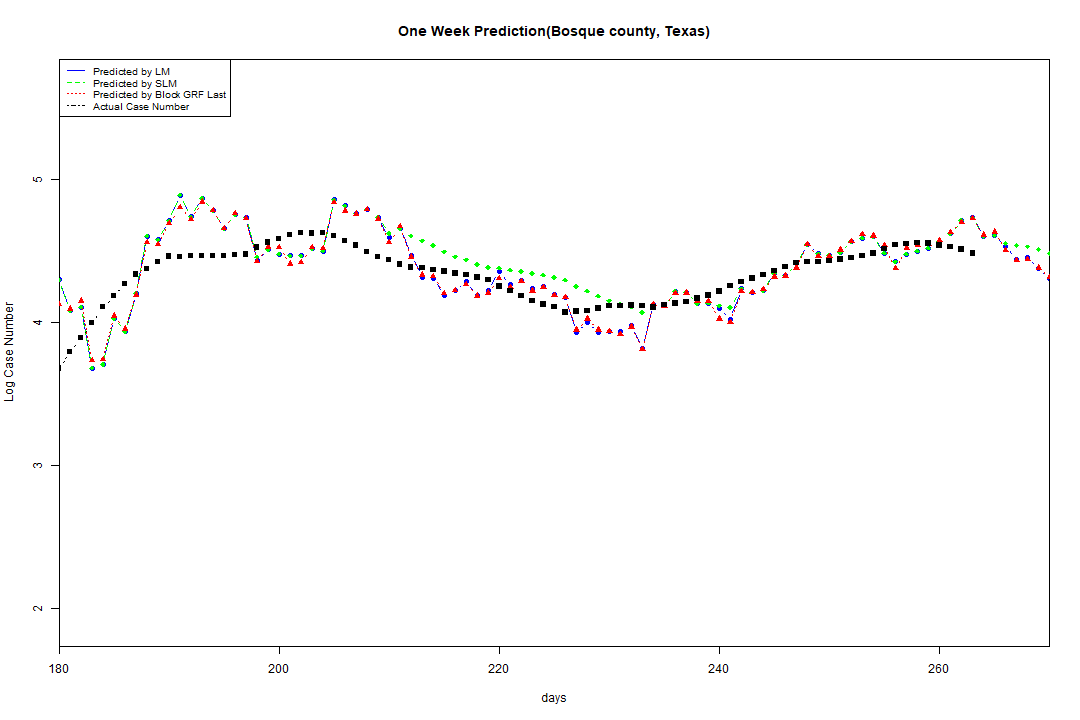 One Week Prediction(Bosque county, Texas)
Predicted by LM
Predicted by SLM
Predicted by Block GRF Last
Actual Case Number
5
4
3
2
Log Case Number
180 200 220 240 260
days